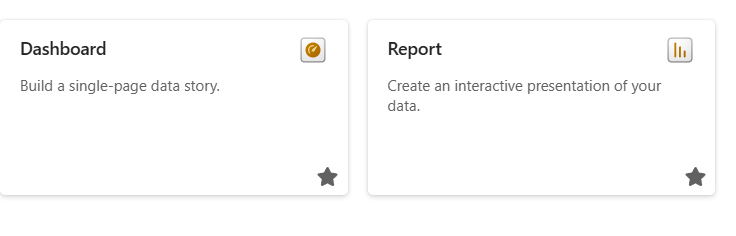 Dashboard
Build a single-page data story.
Report
Create an interactive presentation of your
data.